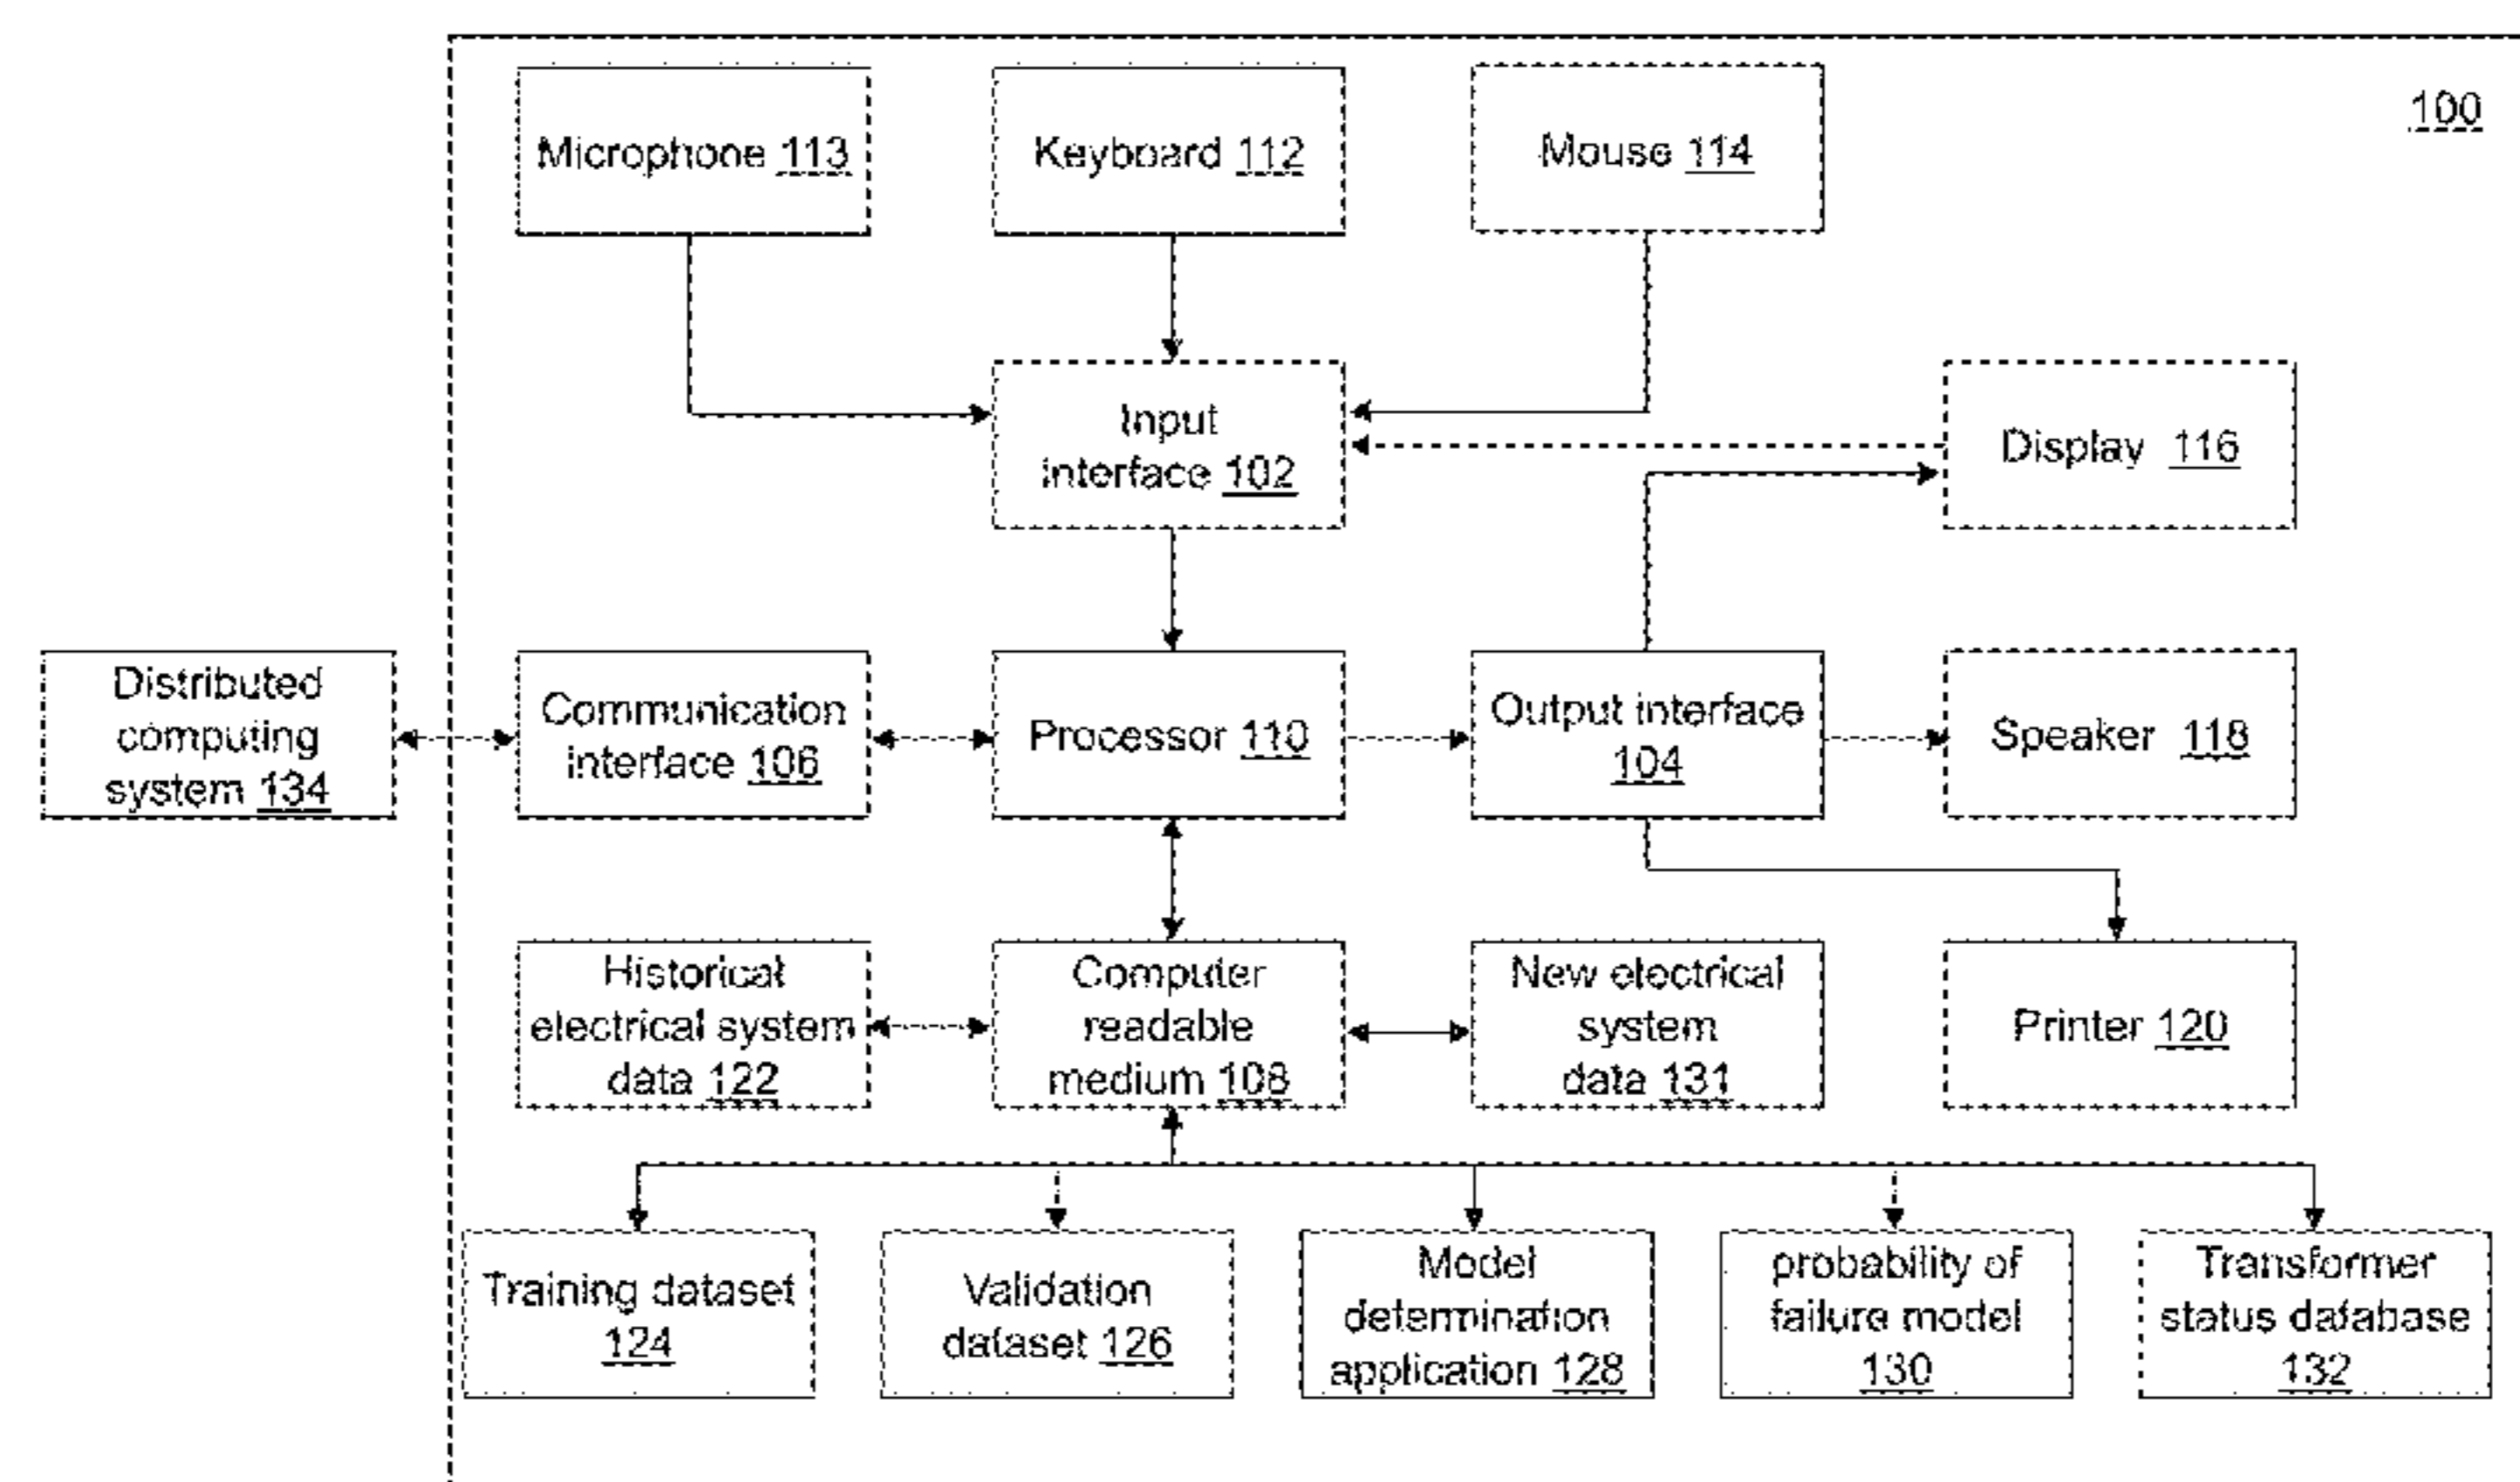 100
Microphone 113
Keyboard 112
Mouse 114
Input
interface 102
Display 116
Distributed
computing
system 134
Communication
interface 106
Processor 110
Output interface
104
Speaker 118
Historical
electrical system
data 122
Computer
readable
medium 108
New electrical
system
data 131
Printer 120
Training dataset
124
Validation
dataset 126
Model
determination
application 128
probability of
failure model
130
Transformer
status database
132